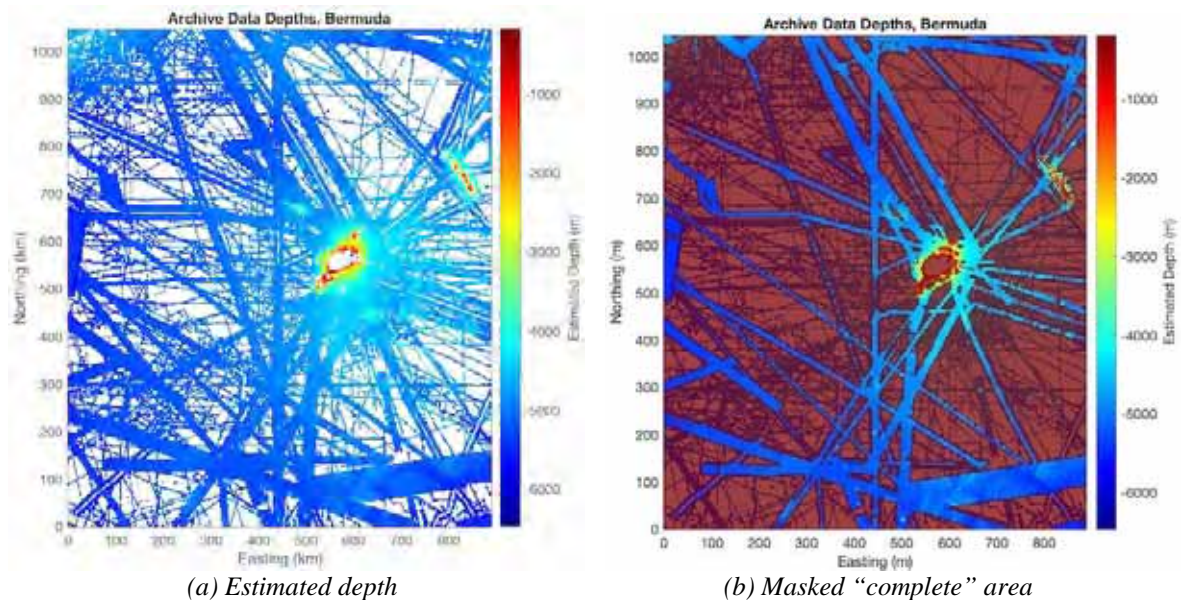 Archive Data Depths, Bermuda
1000
900
800
700
600
500
400
300
200
100
0
Northing (km)
0 100 200 300 400 500 600 700 800
Easting (km)
-1000
-2000
-3000
-4000
-5000
-6000
Estimated Depth (m)
(a) Estimated depth
Archive Data Depths, Bermuda
1000
900
800
700
600
500
400
300
200
100
0
Northing (m)
0 100 200 300 400 500 600 700 800
Easting (m)
-1000
-2000
-3000
-4000
-5000
-6000
Estimated Depth (m)
(b) Masked “complete” area